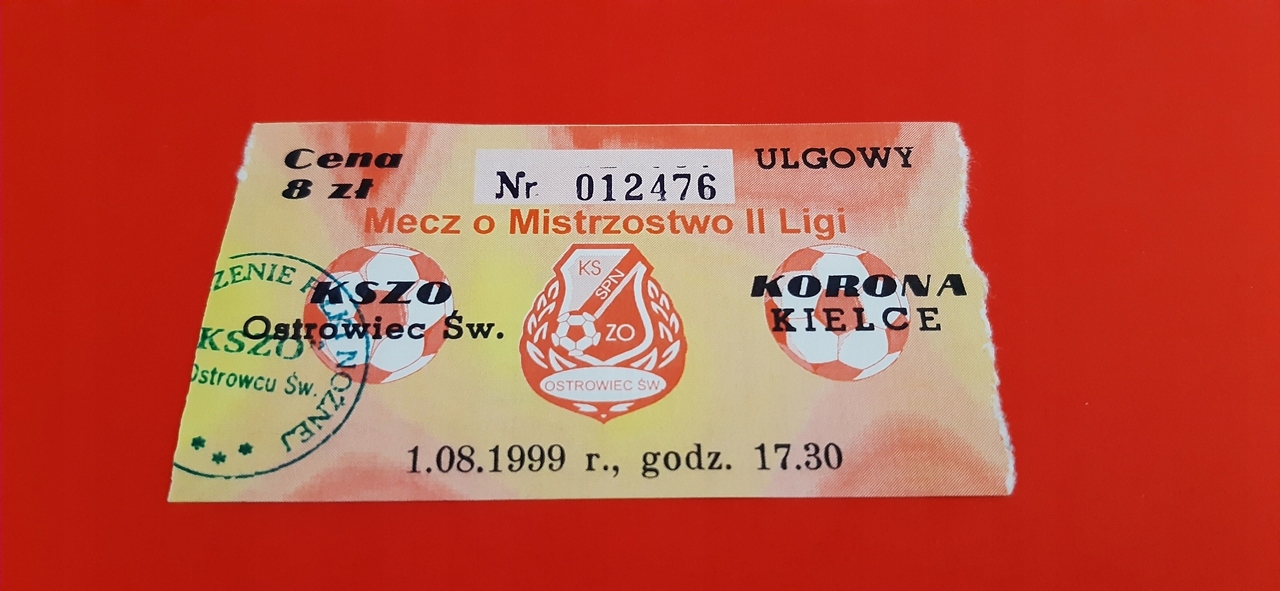 Cena
8 zł
Nr 012476
ULGOWY
Mecz o Mistrzostwo II Ligi
KSZO
Ostrowiec Św.
KS
SPN
ZO
OSTROWIEC ŚW.
KORONA
KIELCE
NOŻNEJ
KSZO"
Ostrowcu Św.
* * *
1.08.1999 r., godz. 17.30